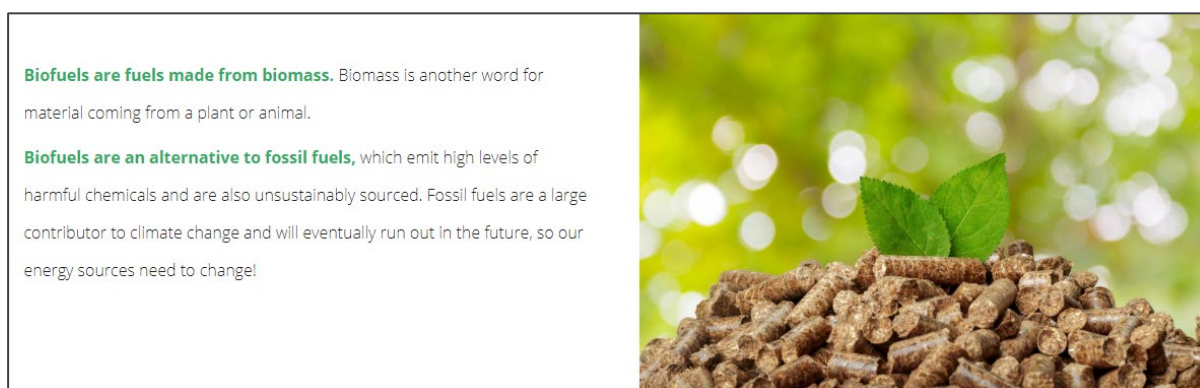 Biofuels are fuels made from biomass. Biomass is another word for
material coming from a plant or animal.
Biofuels are an alternative to fossil fuels, which emit high levels of
harmful chemicals and are also unsustainably sourced. Fossil fuels are a large
contributor to climate change and will eventually run out in the future, so our
energy sources need to change!